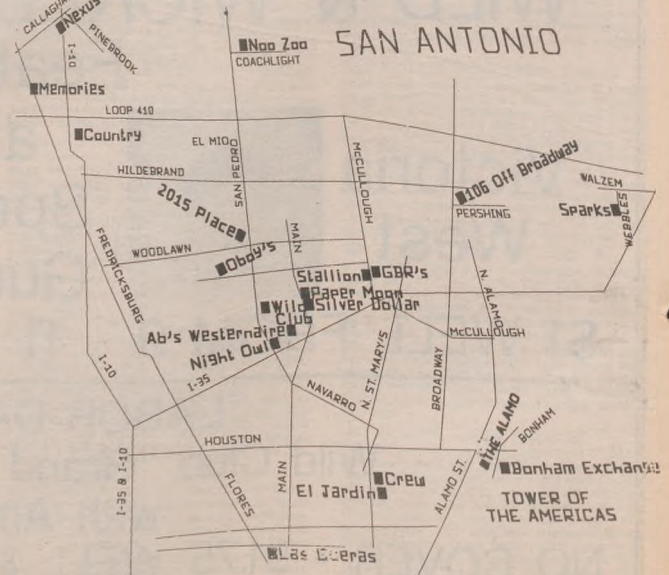 CALLAGHAN
Nexus
PINEBROOK
I-10
Noo Zoo
COACHLIGHT
SAN ANTONIO
Memories
LOOP 410
Country
EL MIO
SAN PEDRO
McCULLOUGH
HILDEBRAND
106 Off Broadway
PERSHING
WALZEM
Sparks
WEBBLES
2015 Place
MAIN
WOODLAWN
Oboy's
FREDRICKSBURG
Stallion
GBR's
Paper Moon
Silver Dollar
Wild
Club
N. ALAMO
McCULLOUGH
Ab's Westernaire
Night Owl
I-35
I-10
NAVARRO
N. ST. MARY'S
BROADWAY
THE ALAMO
BONHAM
HOUSTON
I-35 & I-10
FLORES
MAIN
Crew
El Jardin
ALAMO ST.
Bonham Exchange
TOWER OF
THE AMERICAS
Las